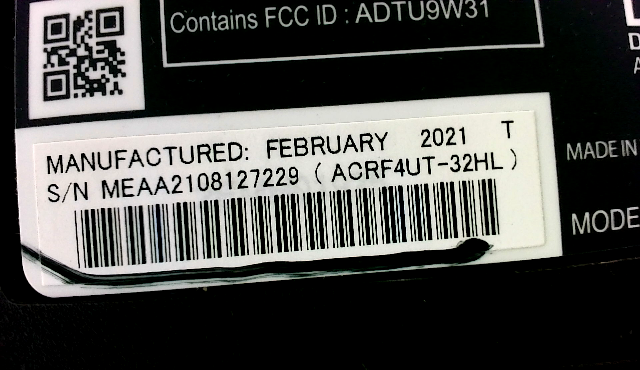 Contains FCC ID : ADTU9W31
MANUFACTURED: FEBRUARY 2021 T
S/N MEAA2108127229 ( ACRF4UT-32HL )
MADE IN
MODE